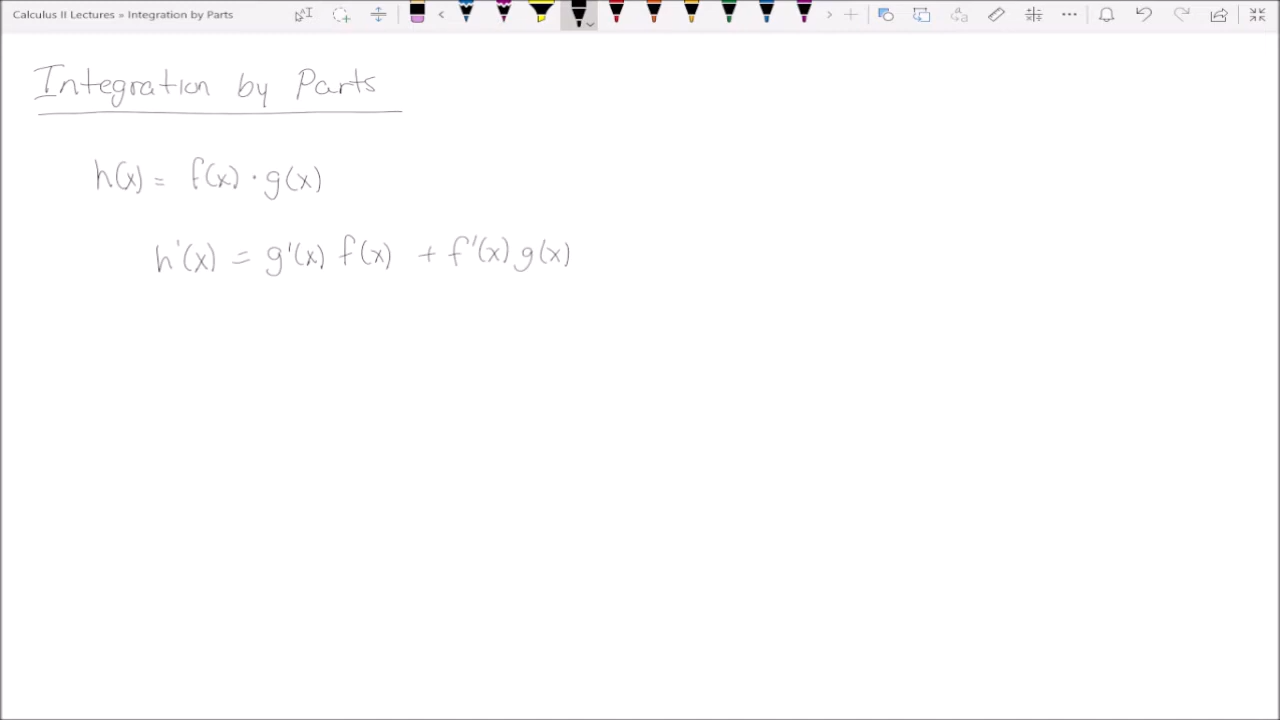 Calculus II Lectures » Integration by Parts
Integration by Parts
h(x) = f(x) · g(x)
h'(x) = g'(x) f(x) + f'(x) g(x)